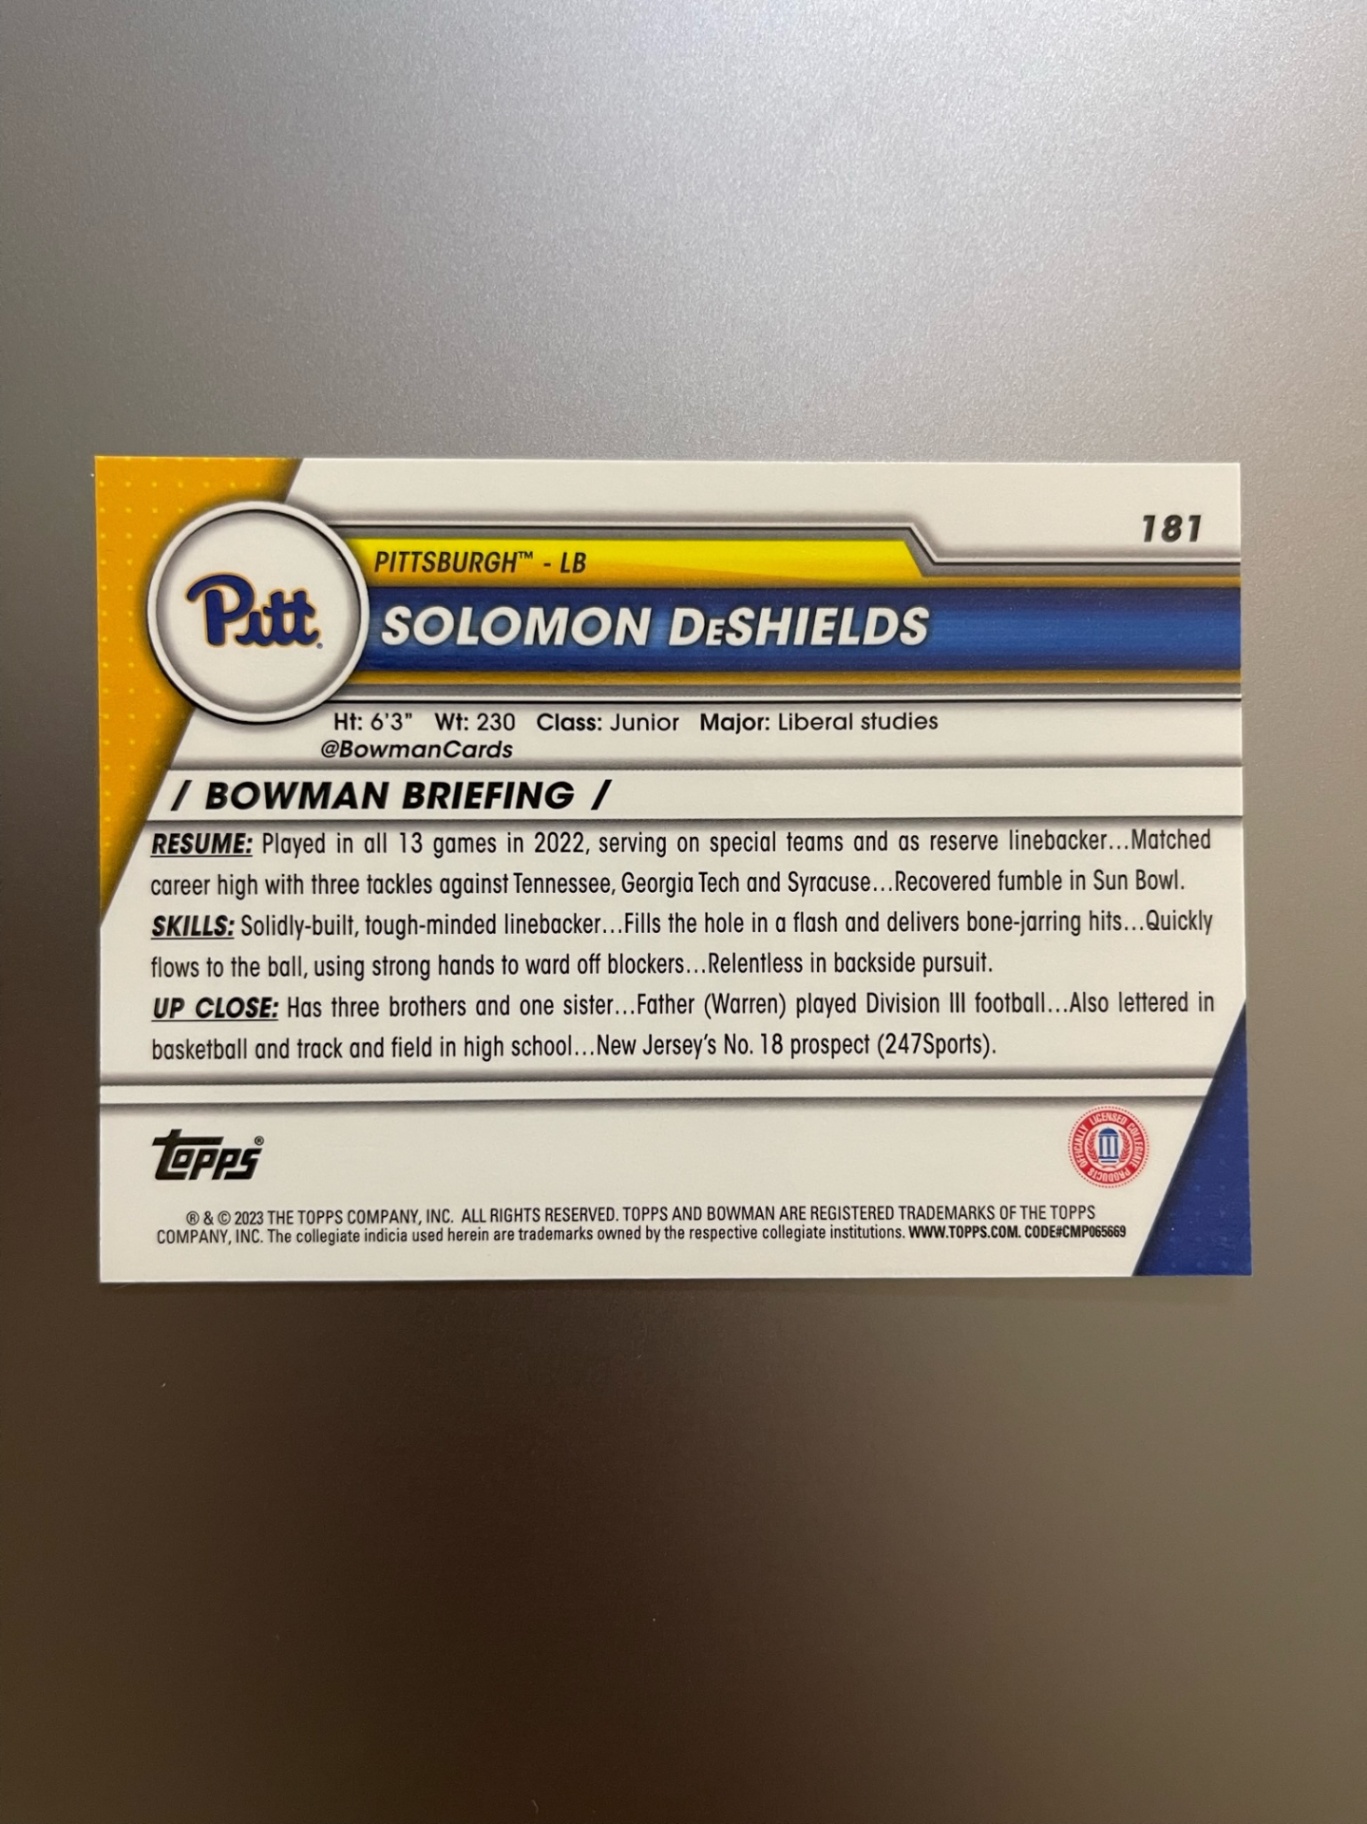 181
PITTSBURGH™ - LB
Pitt®
SOLOMON DeSHIELDS
Ht: 6'3" Wt: 230 Class: Junior Major: Liberal studies
@BowmanCards
/ BOWMAN BRIEFING /
RESUME: Played in all 13 games in 2022, serving on special teams and as reserve linebacker...Matched
career high with three tackles against Tennessee, Georgia Tech and Syracuse...Recovered fumble in Sun Bowl.
SKILLS: Solidly-built, tough-minded linebacker...Fills the hole in a flash and delivers bone-jarring hits...Quickly
flows to the ball, using strong hands to ward off blockers...Relentless in backside pursuit.
UP CLOSE: Has three brothers and one sister...Father (Warren) played Division III football...Also lettered in
basketball and track and field in high school...New Jersey's No. 18 prospect (247Sports).
Topps®
OFFICIALLY LICENSED COLLEGIATE PRODUCTS
® & © 2023 THE TOPPS COMPANY, INC. ALL RIGHTS RESERVED. TOPPS AND BOWMAN ARE REGISTERED TRADEMARKS OF THE TOPPS
COMPANY, INC. The collegiate indicia used herein are trademarks owned by the respective collegiate institutions. WWW.TOPPS.COM. CODE#CMP065669